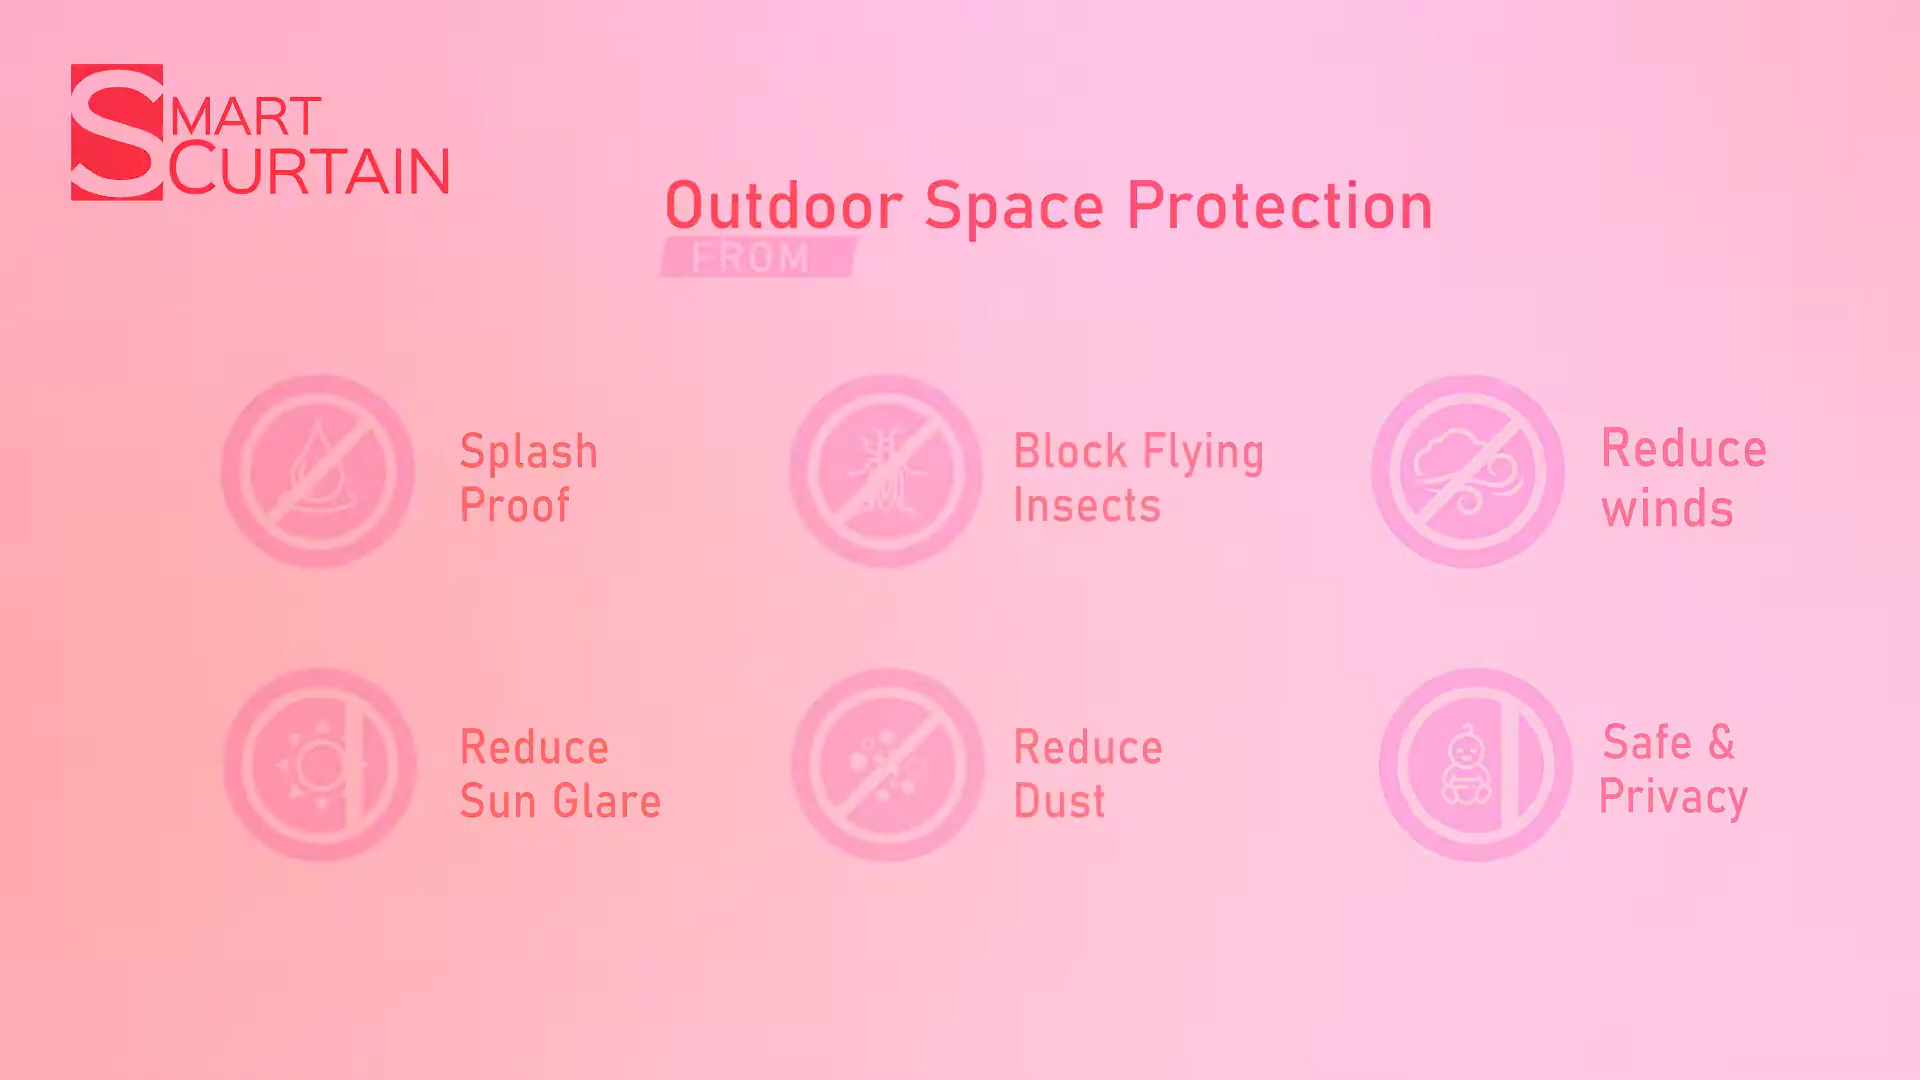 SMART
CURTAIN
Outdoor Space Protection
FROM
Splash
Proof
Block Flying
Insects
Reduce
winds
Reduce
Sun Glare
Reduce
Dust
Safe &
Privacy